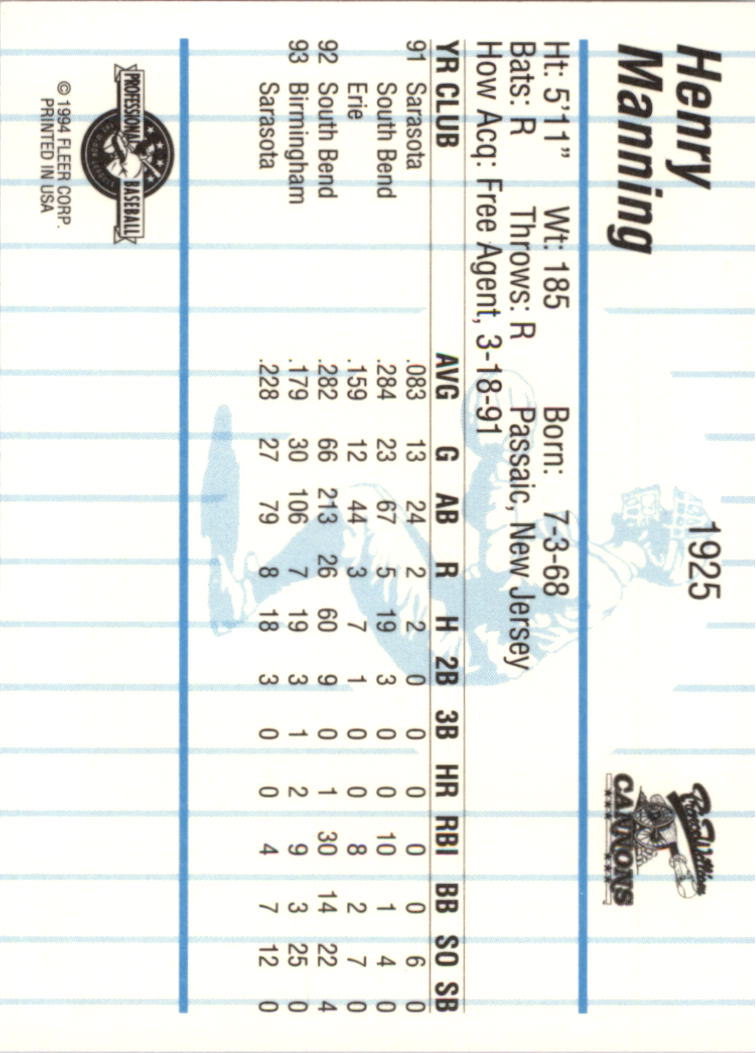 Henry
Manning
1925
Prince William
CANNONS
Ht: 5'11" Wt: 185 Born: 7-3-68
Bats: R Throws: R Passaic, New Jersey
How Acq: Free Agent, 3-18-91
YR CLUB AVG G AB R H 2B 3B HR RBI BB SO SB
91 Sarasota .083 13 24 2 2 0 0 0 0 0 6 0
South Bend .284 23 67 5 19 3 0 0 10 1 4 0
Erie .159 12 44 3 7 1 0 0 8 2 7 0
92 South Bend .282 66 213 26 60 9 0 1 30 14 22 4
93 Birmingham .179 30 106 7 19 3 1 2 9 3 25 0
Sarasota .228 27 79 8 18 3 0 0 4 7 12 0
PROFESSIONAL BASEBALL
© 1994 FLEER CORP.
PRINTED IN USA